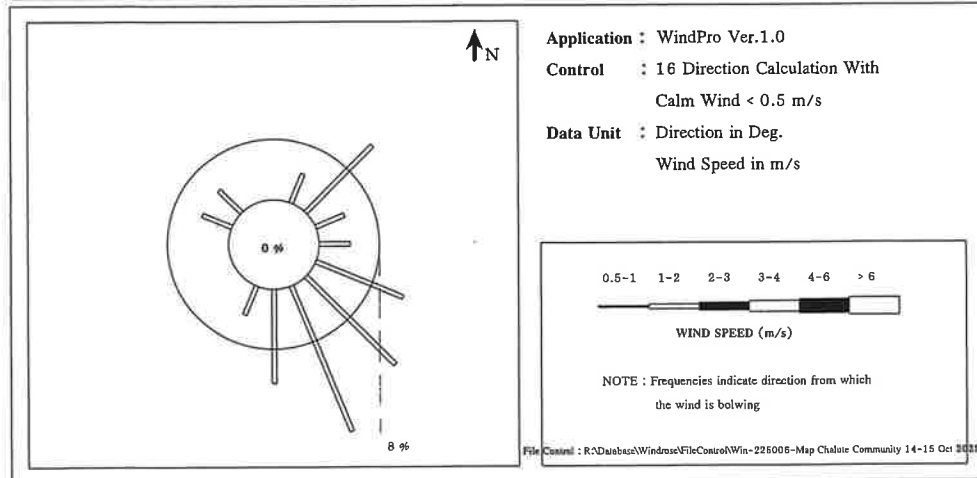 N
0 %
8 %
Application : WindPro Ver.1.0
Control : 16 Direction Calculation With
Calm Wind < 0.5 m/s
Data Unit : Direction in Deg.
Wind Speed in m/s
0.5-1 1-2 2-3 3-4 4-6 > 6
WIND SPEED (m/s)
NOTE : Frequencies indicate direction from which
the wind is bolwing
File Control : R:\Database\Windrose\FileControl\Win-225006-Map Chalute Community 14-15 Oct